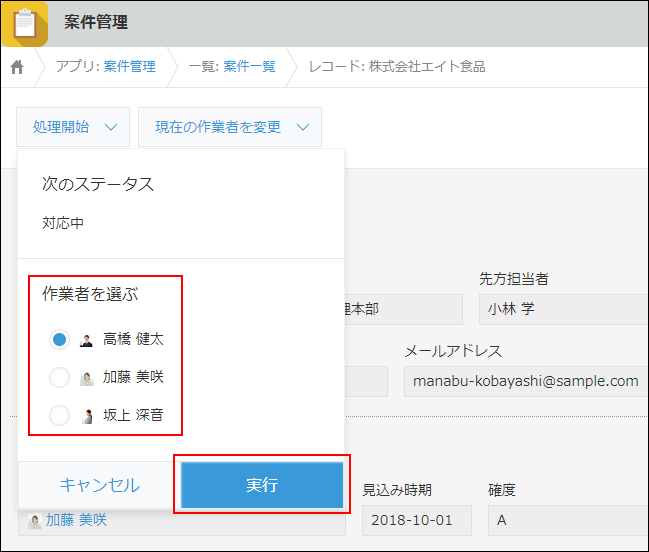 案件管理
アプリ: 案件管理 一覧: 案件一覧 レコード: 株式会社エイト食品
処理開始 現在の作業者を変更
次のステータス
対応中
作業者を選ぶ
高橋 健太
加藤 美咲
坂上 深音
キャンセル 実行
先方担当者
理本部 小林 学
メールアドレス
manabu-kobayashi@sample.com
見込み時期 確度
加藤 美咲 2018-10-01 A